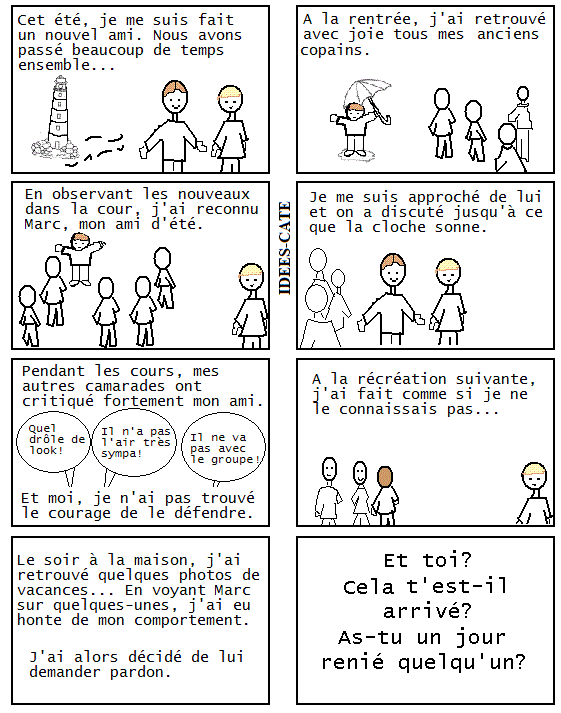 Cet été, je me suis fait
un nouvel ami. Nous avons
passé beaucoup de temps
ensemble...
A la rentrée, j'ai retrouvé
avec joie tous mes anciens
copains.
En observant les nouveaux
dans la cour, j'ai reconnu
Marc, mon ami d'été.
IDEES-CATE
Je me suis approché de lui
et on a discuté jusqu'à ce
que la cloche sonne.
Pendant les cours, mes
autres camarades ont
critiqué fortement mon ami.
Quel
drôle de
look!
Il n'a pas
l'air très
sympa!
Il ne va
pas avec
le groupe!
Et moi, je n'ai pas trouvé
le courage de le défendre.
A la récréation suivante,
j'ai fait comme si je ne
le connaissais pas...
Le soir à la maison, j'ai
retrouvé quelques photos de
vacances... En voyant Marc
sur quelques-unes, j'ai eu
honte de mon comportement.
J'ai alors décidé de lui
demander pardon.
Et toi?
Cela t'est-il
arrivé?
As-tu un jour
renié quelqu'un?